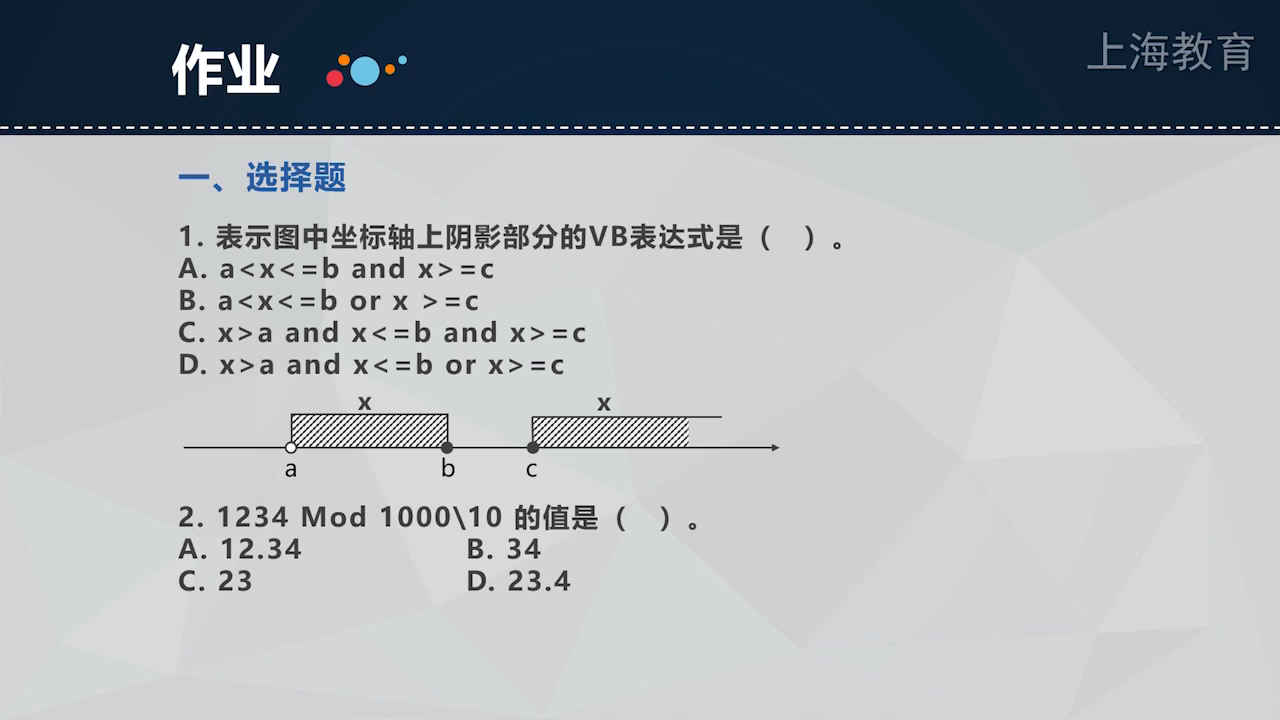 作业
上海教育
一、选择题
1. 表示图中坐标轴上阴影部分的VB表达式是（　）。
A. a<x<=b and x>=c
B. a<x<=b or x >=c
C. x>a and x<=b and x>=c
D. x>a and x<=b or x>=c
x x
a b c
2. 1234 Mod 1000\10 的值是（　）。
A. 12.34 B. 34
C. 23 D. 23.4